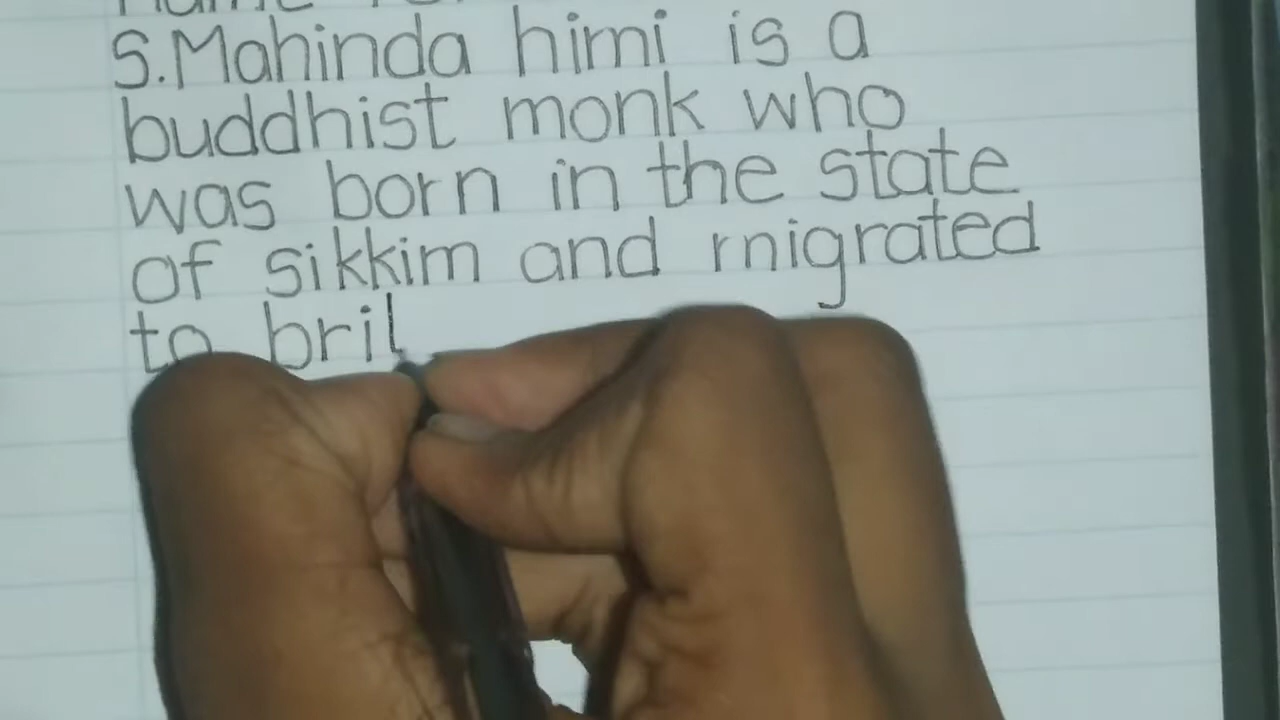 S.Mahinda himi is a
buddhist monk who
was born in the state
of sikkim and migrated
to bri